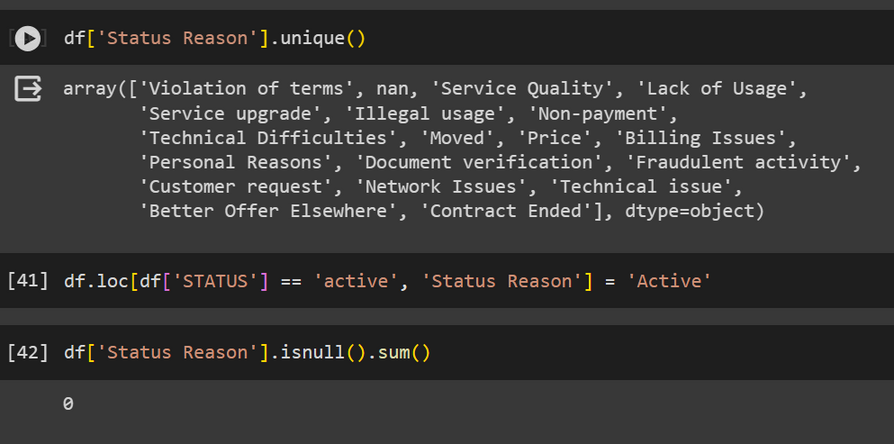 df['Status Reason'].unique()
array(['Violation of terms', nan, 'Service Quality', 'Lack of Usage',
'Service upgrade', 'Illegal usage', 'Non-payment',
'Technical Difficulties', 'Moved', 'Price', 'Billing Issues',
'Personal Reasons', 'Document verification', 'Fraudulent activity',
'Customer request', 'Network Issues', 'Technical issue',
'Better Offer Elsewhere', 'Contract Ended'], dtype=object)
[41] df.loc[df['STATUS'] == 'active', 'Status Reason'] = 'Active'
[42] df['Status Reason'].isnull().sum()
0